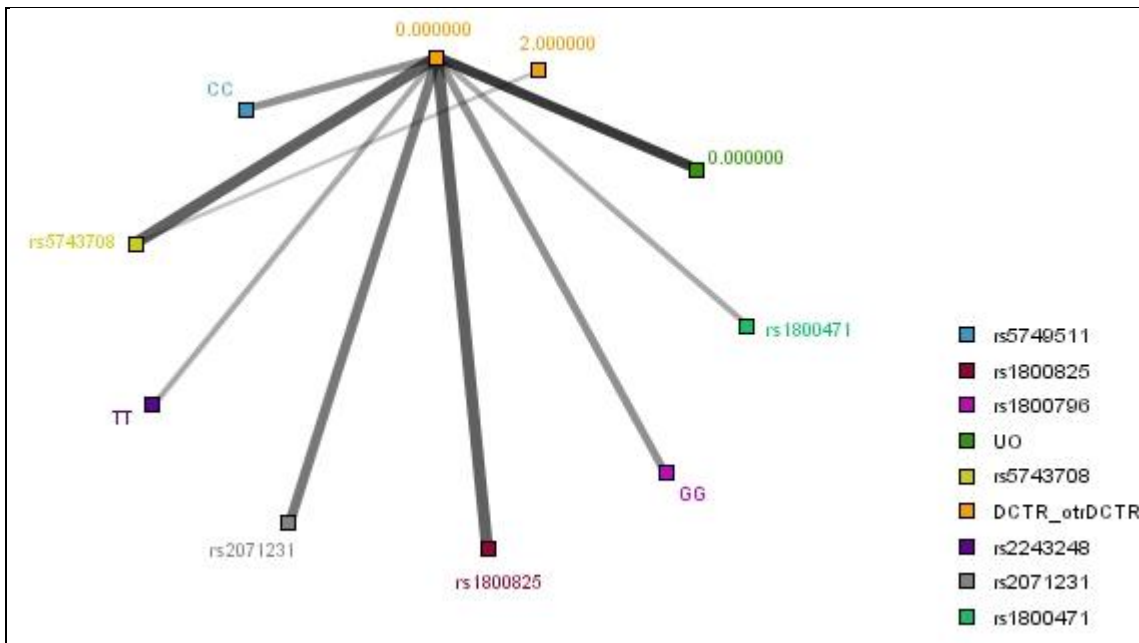 0.000000
2.000000
CC
0.000000
rs5743708
rs1800471
TT
GG
rs2071231
rs1800825
rs5749511
rs1800825
rs1800796
UO
rs5743708
DCTR_otrDCTR
rs2243248
rs2071231
rs1800471